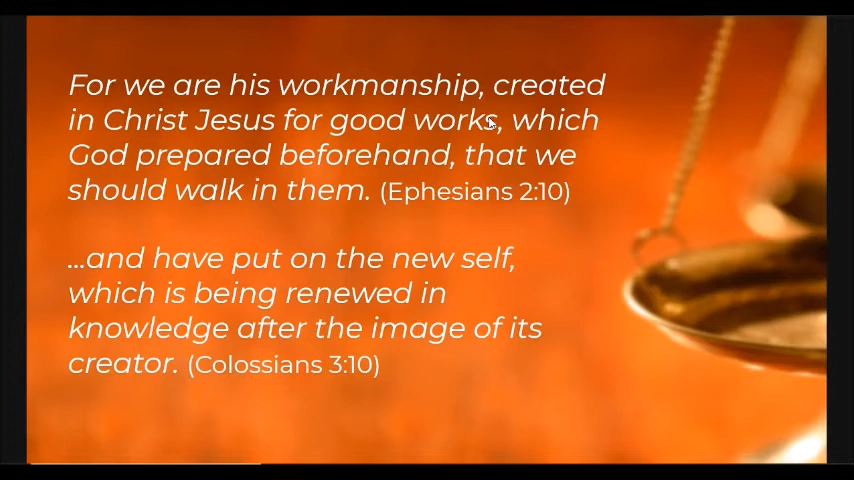 For we are his workmanship, created
in Christ Jesus for good works, which
God prepared beforehand, that we
should walk in them. (Ephesians 2:10)
...and have put on the new self,
which is being renewed in
knowledge after the image of its
creator. (Colossians 3:10)